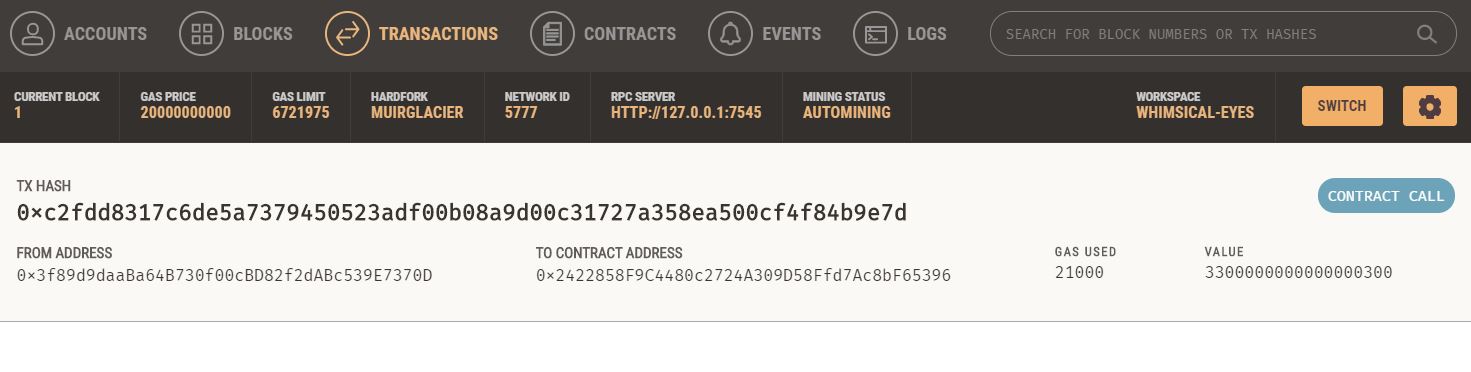 ACCOUNTS BLOCKS TRANSACTIONS CONTRACTS EVENTS LOGS SEARCH FOR BLOCK NUMBERS OR TX HASHES
CURRENT BLOCK GAS PRICE GAS LIMIT HARDFORK NETWORK ID RPC SERVER MINING STATUS WORKSPACE
1 20000000000 6721975 MUIRGLACIER 5777 HTTP://127.0.0.1:7545 AUTOMINING WHIMSICAL-EYES SWITCH
TX HASH
0×c2fdd8317c6de5a7379450523adf00b08a9d00c31727a358ea500cf4f84b9e7d CONTRACT CALL
FROM ADDRESS TO CONTRACT ADDRESS GAS USED VALUE
0×3f89d9daaBa64B730f00cBD82f2dABc539E7370D 0×2422858F9C4480c2724A309D58Ffd7Ac8bF65396 21000 3300000000000000300